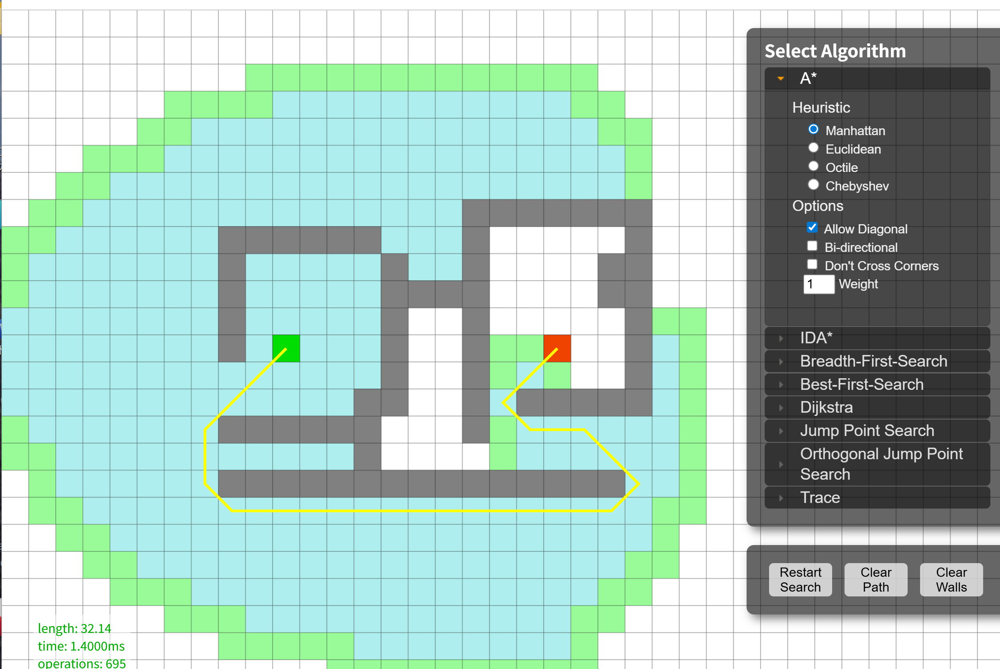 Select Algorithm
A*
Heuristic
Manhattan
Euclidean
Octile
Chebyshev
Options
Allow Diagonal
Bi-directional
Don't Cross Corners
1 Weight
IDA*
Breadth-First-Search
Best-First-Search
Dijkstra
Jump Point Search
Orthogonal Jump Point
Search
Trace
Restart
Search
Clear
Path
Clear
Walls
length: 32.14
time: 1.4000ms
operations: 695